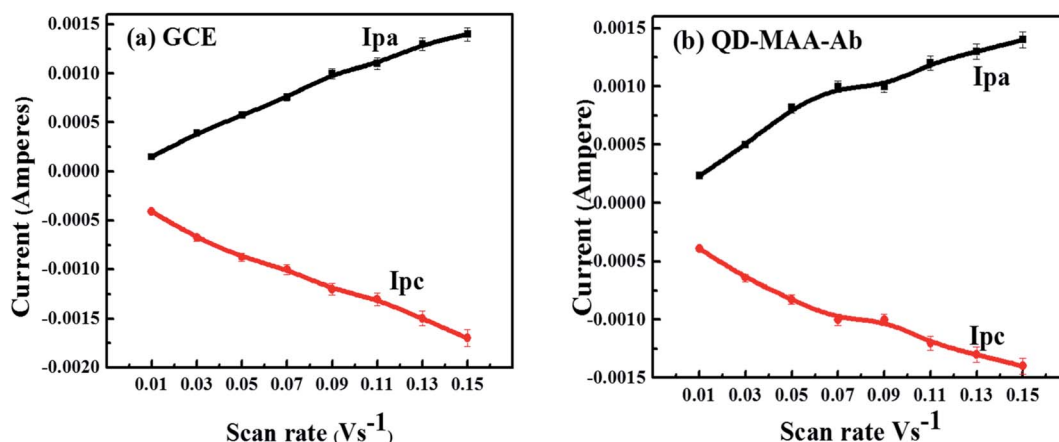 (a) GCE
Ipa
Ipc
Current (Amperes)
0.0015
0.0010
0.0005
0.0000
-0.0005
-0.0010
-0.0015
-0.0020
0.01 0.03 0.05 0.07 0.09 0.11 0.13 0.15
Scan rate (Vs-1)
(b) QD-MAA-Ab
Ipa
Ipc
Current (Ampere)
0.0015
0.0010
0.0005
0.0000
-0.0005
-0.0010
-0.0015
0.01 0.03 0.05 0.07 0.09 0.11 0.13 0.15
Scan rate Vs-1